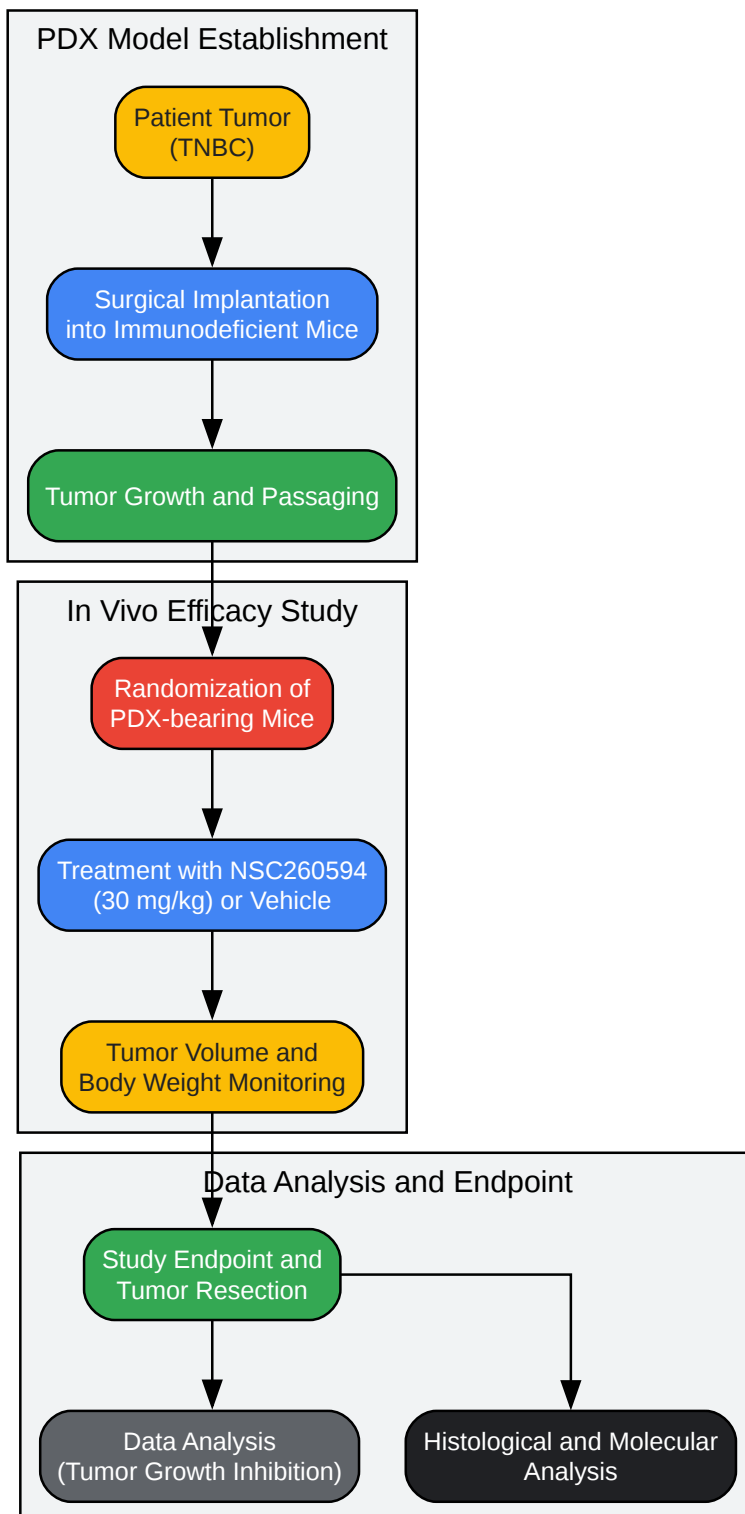 PDX Model Establishment
Patient Tumor
(TNBC)
Surgical Implantation
into Immunodeficient Mice
Tumor Growth and Passaging
In Vivo Efficacy Study
Randomization of
PDX-bearing Mice
Treatment with NSC260594
(30 mg/kg) or Vehicle
Tumor Volume and
Body Weight Monitoring
Data Analysis and Endpoint
Study Endpoint and
Tumor Resection
Data Analysis
(Tumor Growth Inhibition)
Histological and Molecular
Analysis